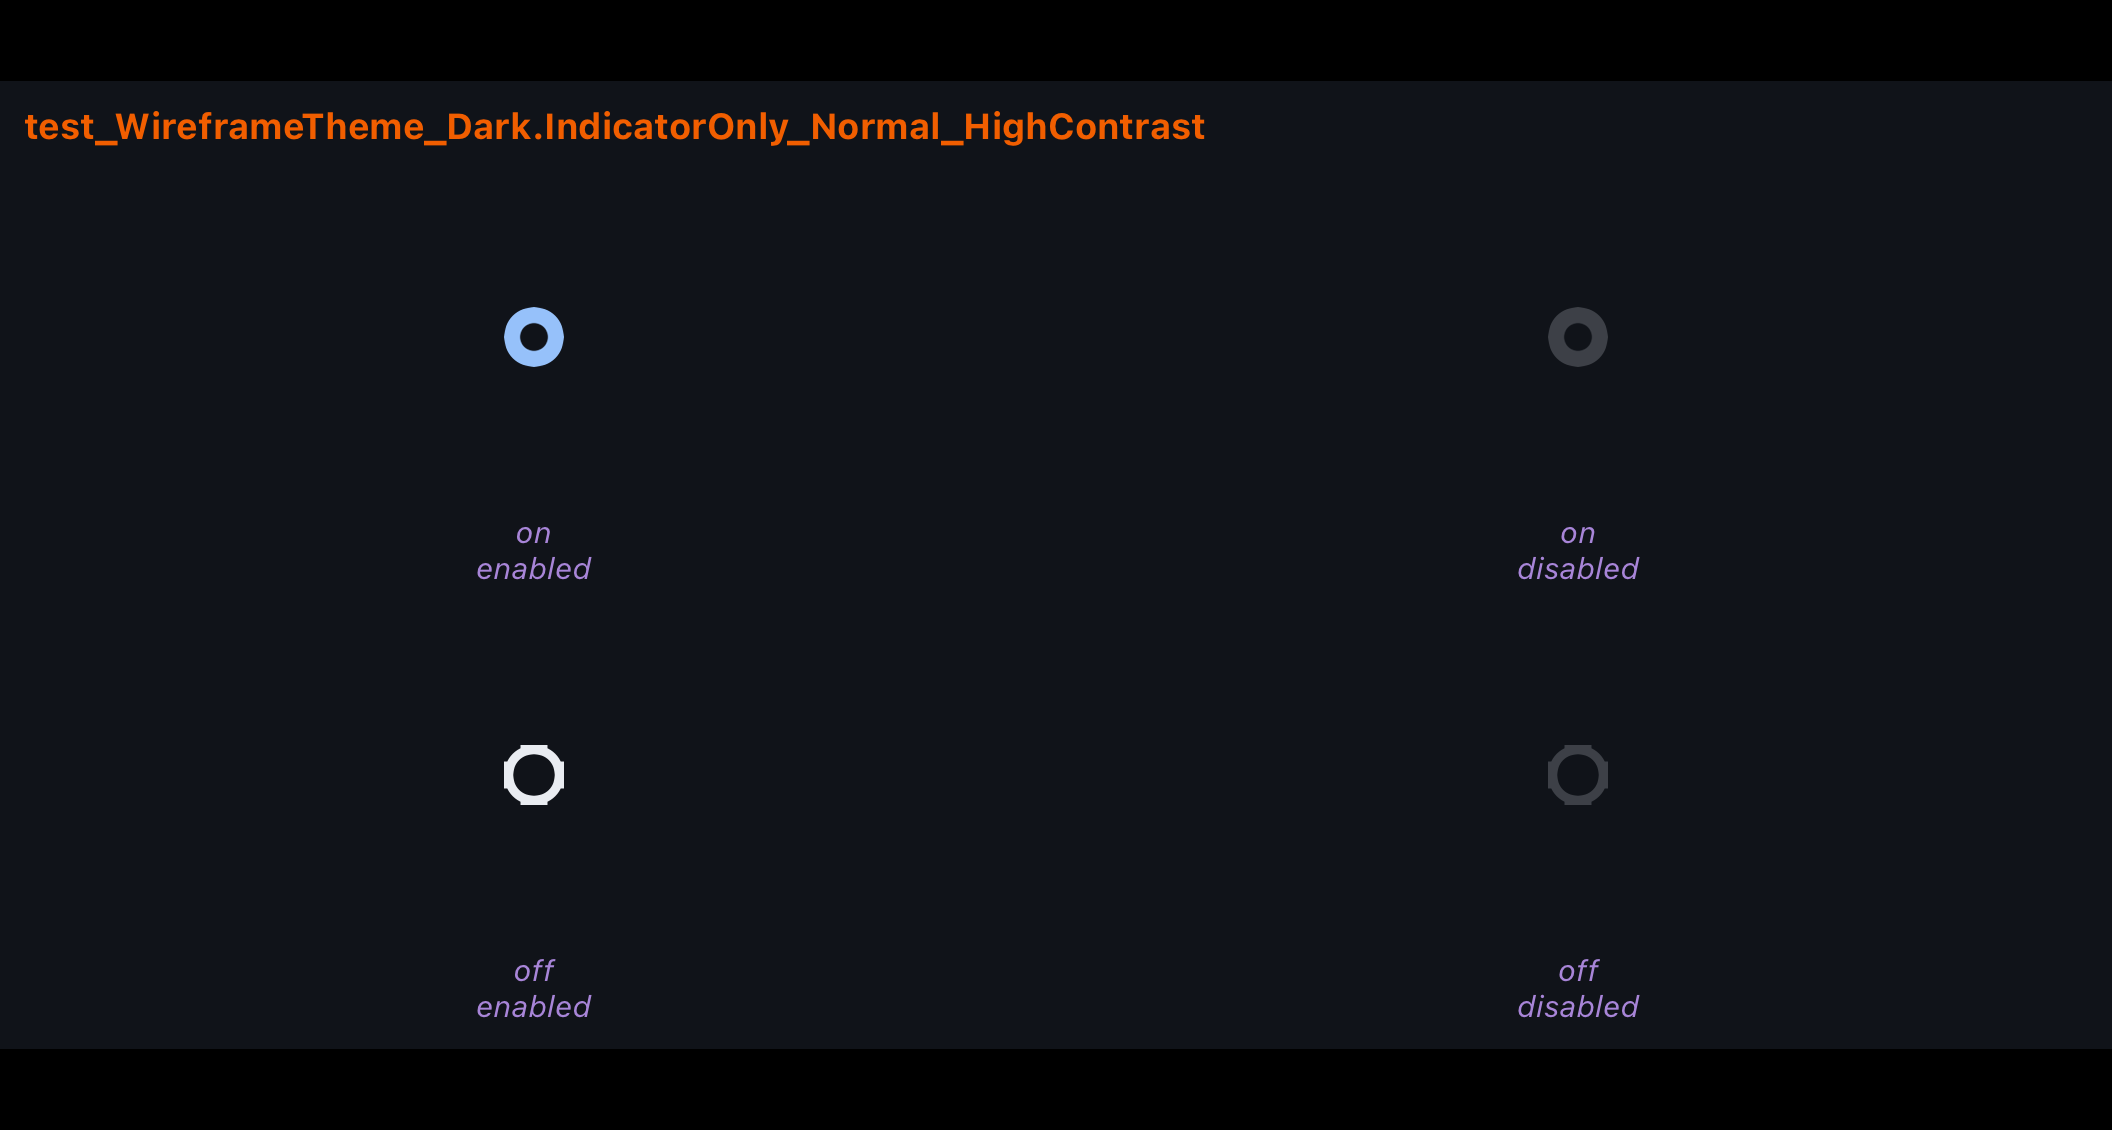 test_WireframeTheme_Dark.IndicatorOnly_Normal_HighContrast
on
enabled
on
disabled
off
enabled
off
disabled